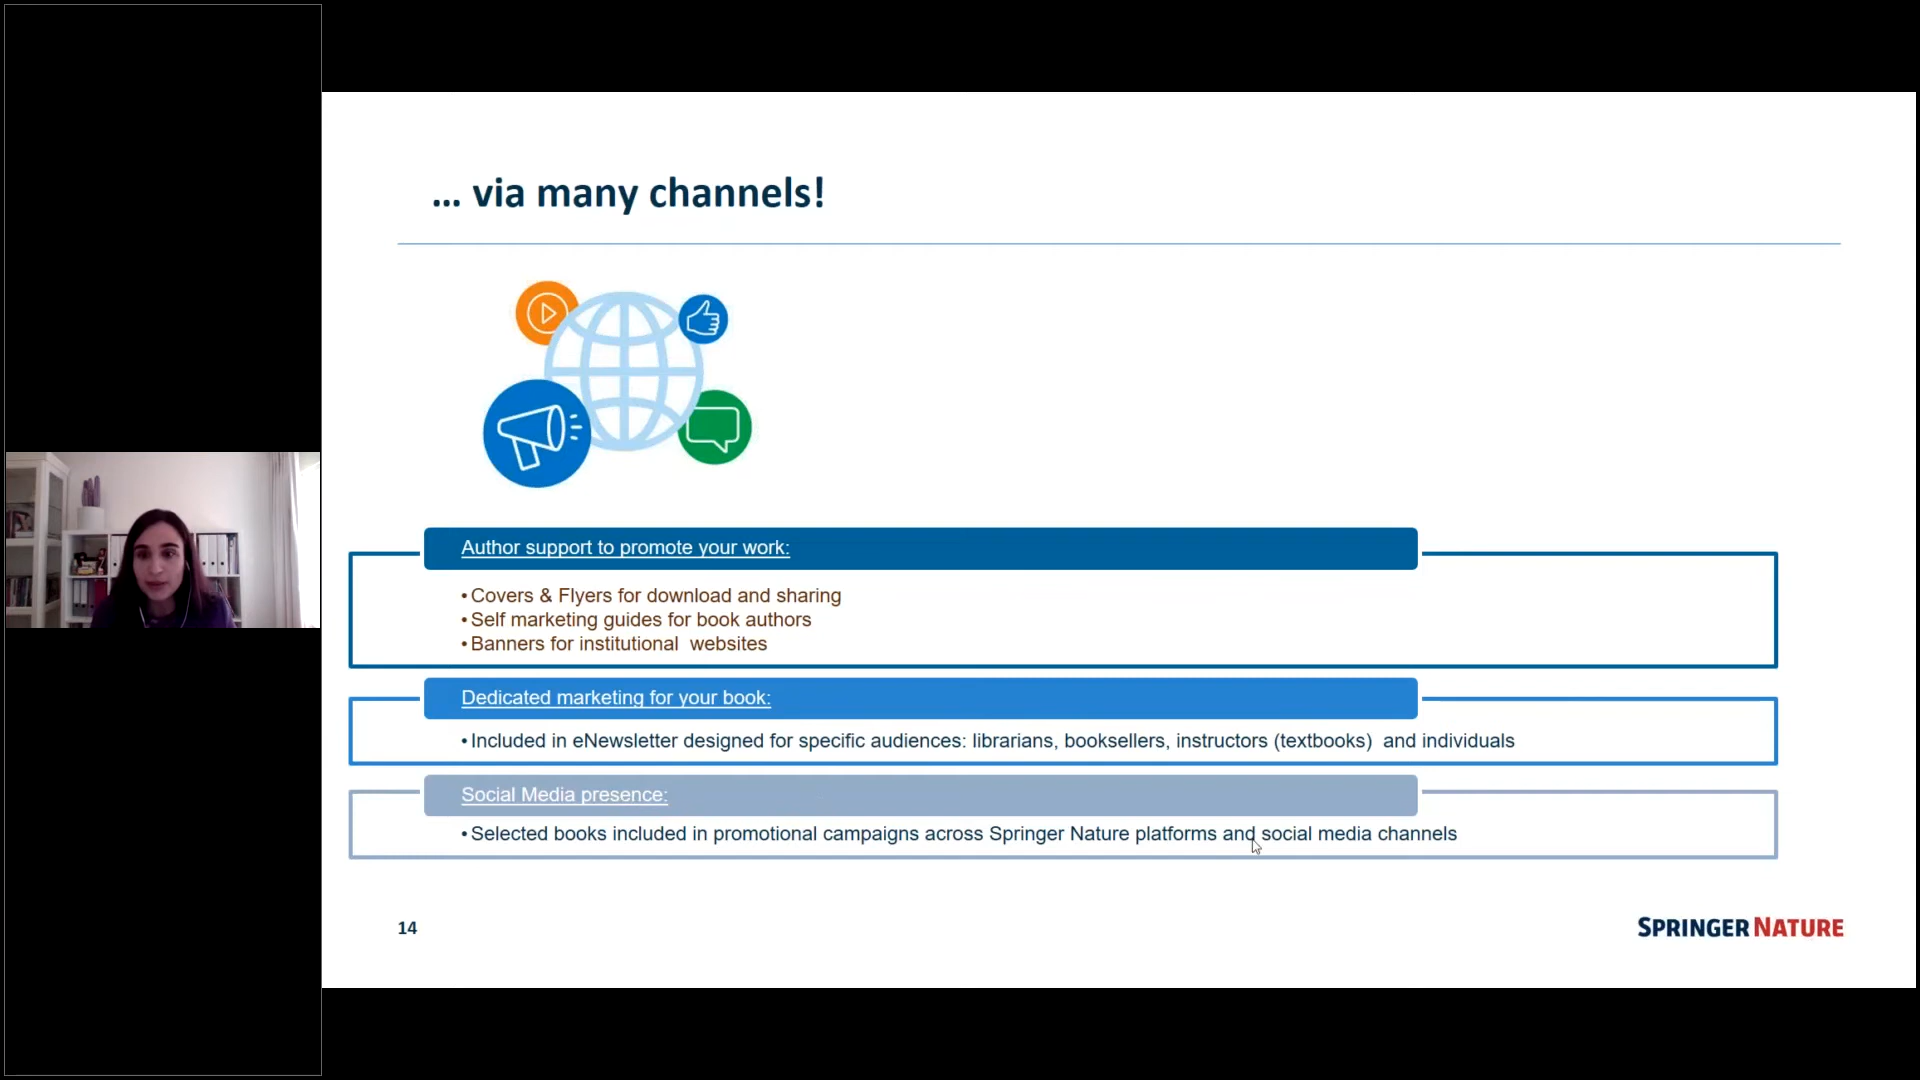 ... via many channels!
Author support to promote your work:
• Covers & Flyers for download and sharing
• Self marketing guides for book authors
• Banners for institutional  websites
Dedicated marketing for your book:
• Included in eNewsletter designed for specific audiences: librarians, booksellers, instructors (textbooks)  and individuals
Social Media presence:
• Selected books included in promotional campaigns across Springer Nature platforms and social media channels
14
SPRINGER NATURE